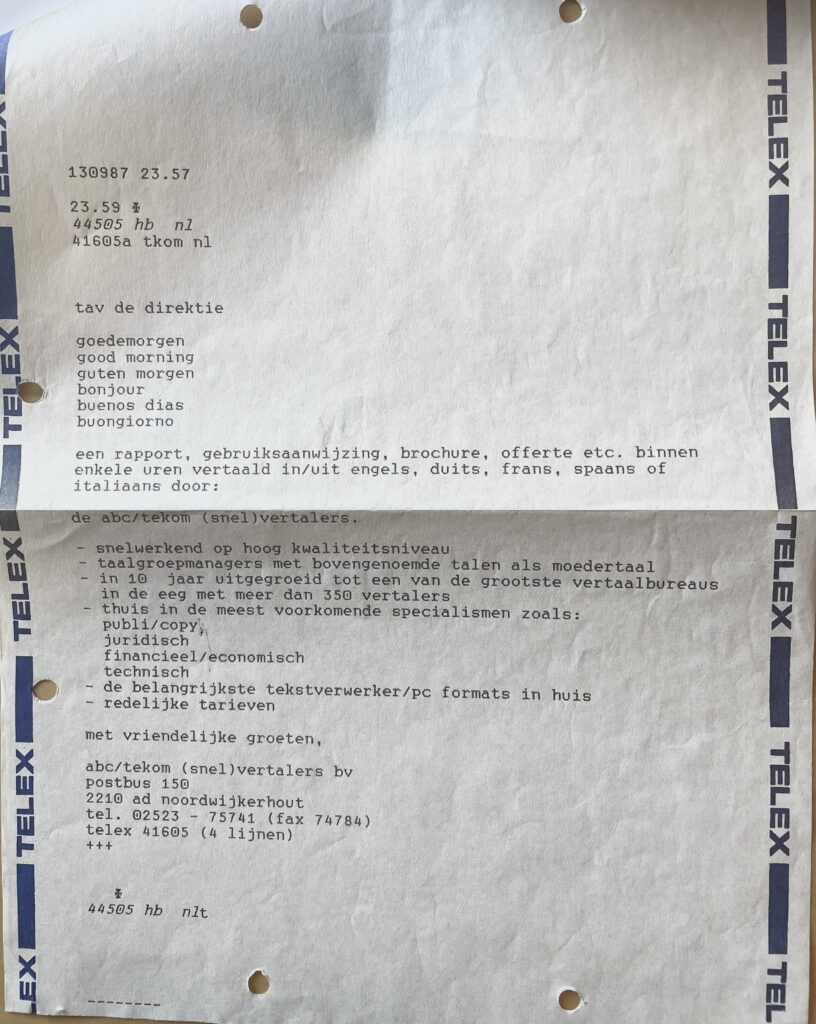 130987 23.57
23.59 ✠
44505 hb  nl
41605a tkom nl
tav de direktie
goedemorgen
good morning
guten morgen
bonjour
buenos dias
buongiorno
een rapport, gebruiksaanwijzing, brochure, offerte etc. binnen
enkele uren vertaald in/uit engels, duits, frans, spaans of
italiaans door:
de abc/tekom (snel)vertalers.
- snelwerkend op hoog kwaliteitsniveau
- taalgroepmanagers met bovengenoemde talen als moedertaal
- in 10  jaar uitgegroeid tot een van de grootste vertaalbureaus
in de eeg met meer dan 350 vertalers
- thuis in de meest voorkomende specialismen zoals:
publi/copy,
juridisch
financieel/economisch
technisch
- de belangrijkste tekstverwerker/pc formats in huis
- redelijke tarieven
met vriendelijke groeten,
abc/tekom (snel)vertalers bv
postbus 150
2210 ad noordwijkerhout
tel. 02523 - 75741 (fax 74784)
telex 41605 (4 lijnen)
+++
✠
44505 hb  nlt
--------
TELEX
TELEX
TELEX
TELEX
EX
TELEX
TELEX
TELEX
TELEX
TEL